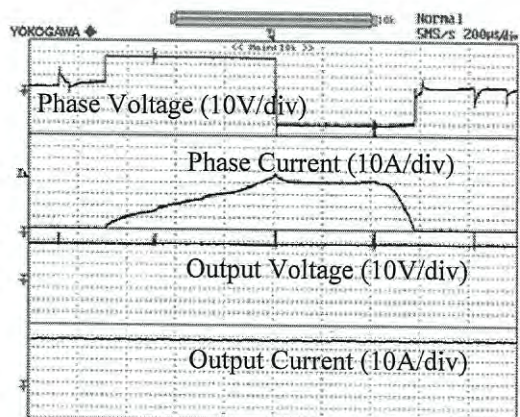 YOKOGAWA ◆ 10k Normal
5MS/s 200µs/div
<< Main:10k >>
Phase Voltage (10V/div)
Phase Current (10A/div)
Output Voltage (10V/div)
Output Current (10A/div)